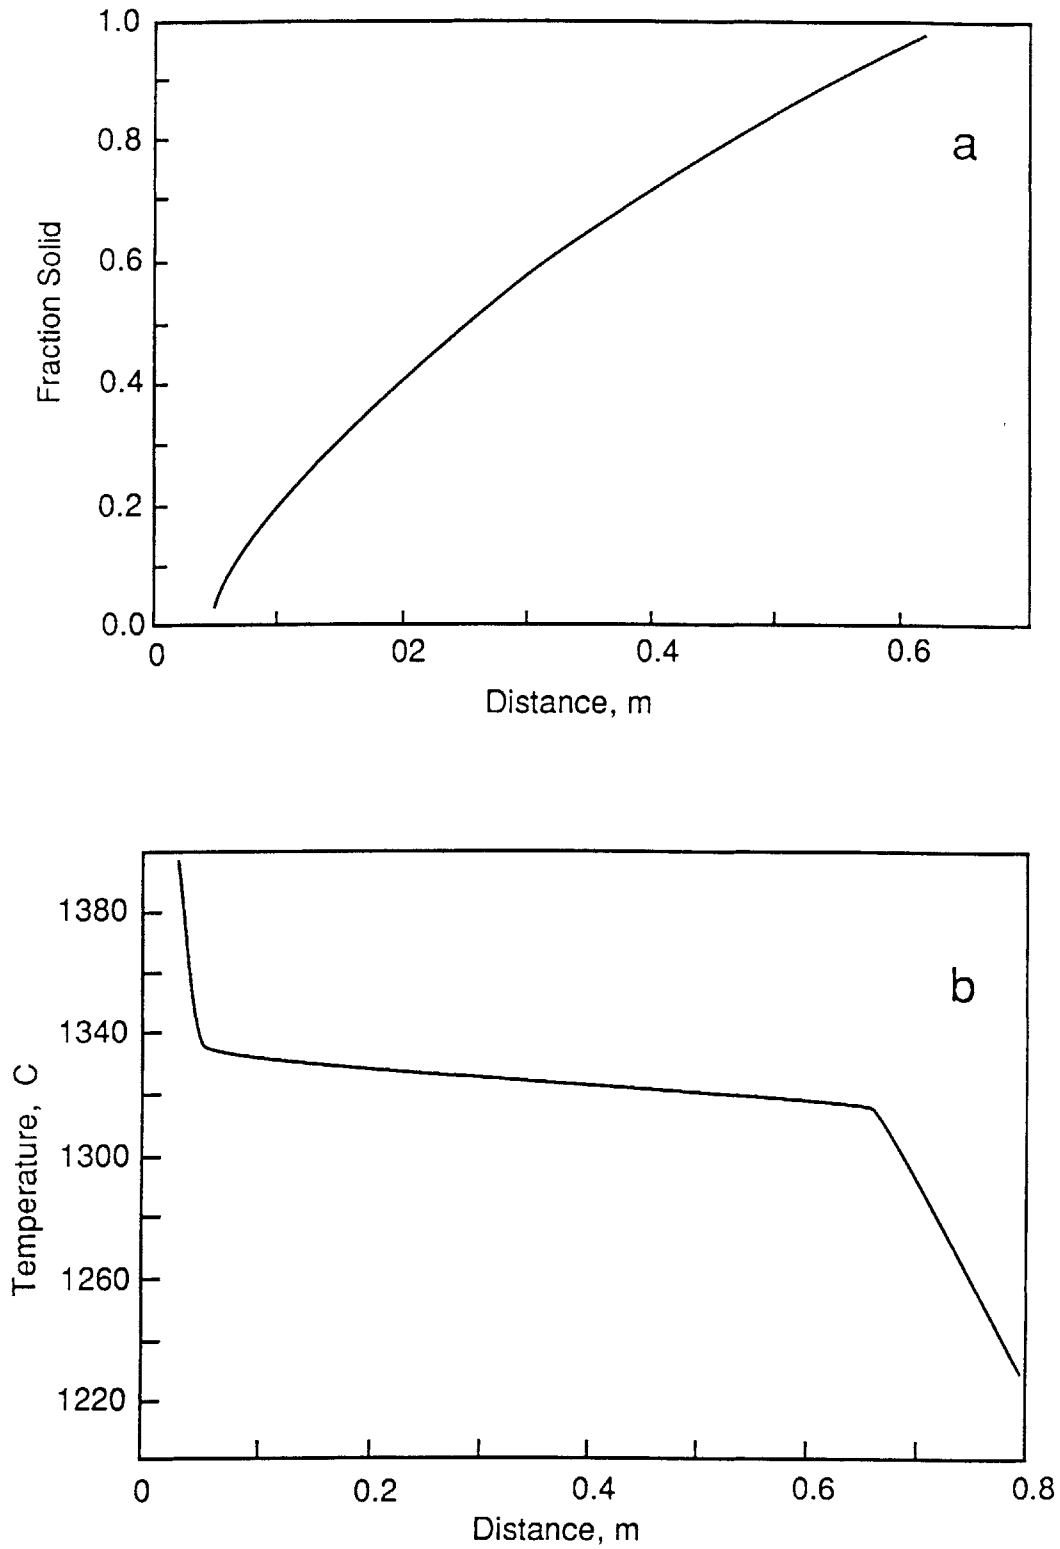 1.0
0.8
0.6
0.4
0.2
0.0
Fraction Solid
a
0 02 0.4 0.6
Distance, m
1380
1340
1300
1260
1220
Temperature, C
b
0 0.2 0.4 0.6 0.8
Distance, m